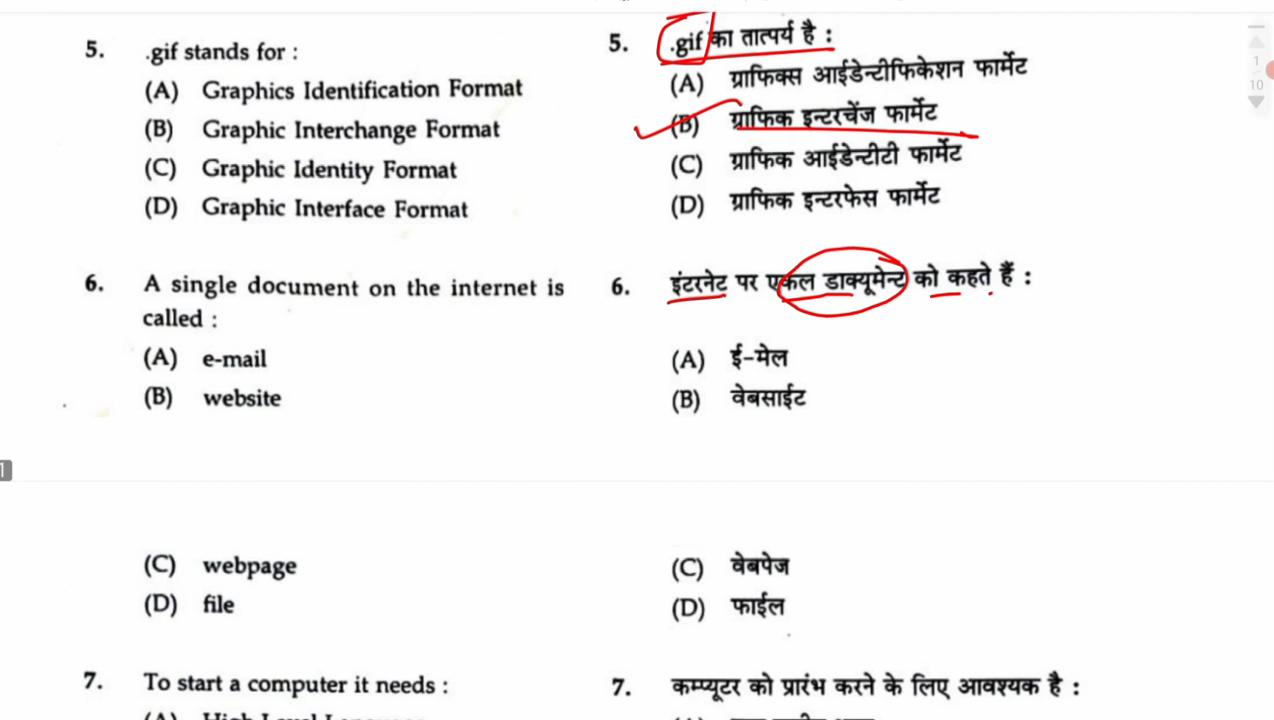 5. .gif stands for :
(A) Graphics Identification Format
(B) Graphic Interchange Format
(C) Graphic Identity Format
(D) Graphic Interface Format
5. .gif का तात्पर्य है :
(A) ग्राफिक्स आईडेन्टीफिकेशन फार्मेट
(B) ग्राफिक इन्टरचेंज फार्मेट
(C) ग्राफिक आईडेन्टीटी फार्मेट
(D) ग्राफिक इन्टरफेस फार्मेट
6. A single document on the internet is
called :
(A) e-mail
(B) website
6. इंटरनेट पर एकल डाक्यूमेन्ट को कहते हैं :
(A) ई-मेल
(B) वेबसाईट
(C) webpage
(D) file
(C) वेबपेज
(D) फाईल
7. To start a computer it needs :
7. कम्प्यूटर को प्रारंभ करने के लिए आवश्यक है :
1
10
1